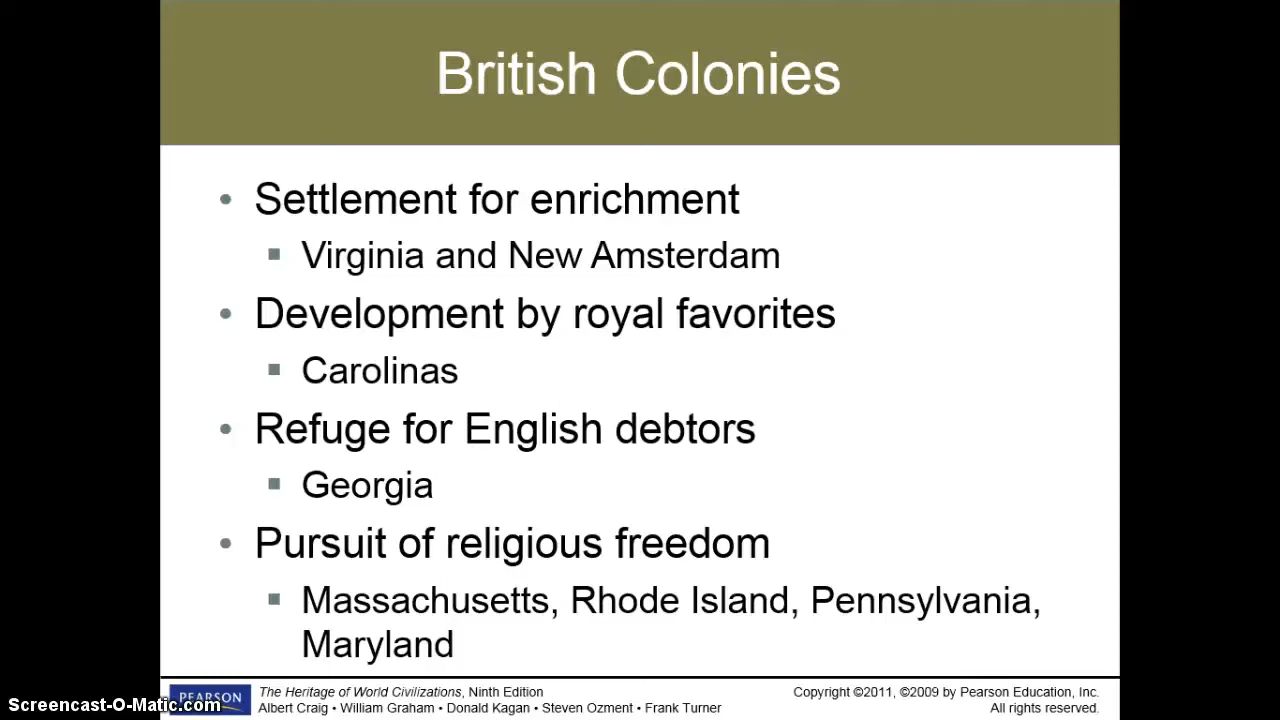 British Colonies
• Settlement for enrichment
▪ Virginia and New Amsterdam
• Development by royal favorites
▪ Carolinas
• Refuge for English debtors
▪ Georgia
• Pursuit of religious freedom
▪ Massachusetts, Rhode Island, Pennsylvania,
Maryland
PEARSON
The Heritage of World Civilizations, Ninth Edition
Albert Craig • William Graham • Donald Kagan • Steven Ozment • Frank Turner
Copyright ©2011, ©2009 by Pearson Education, Inc.
All rights reserved.
Screencast-O-Matic.com